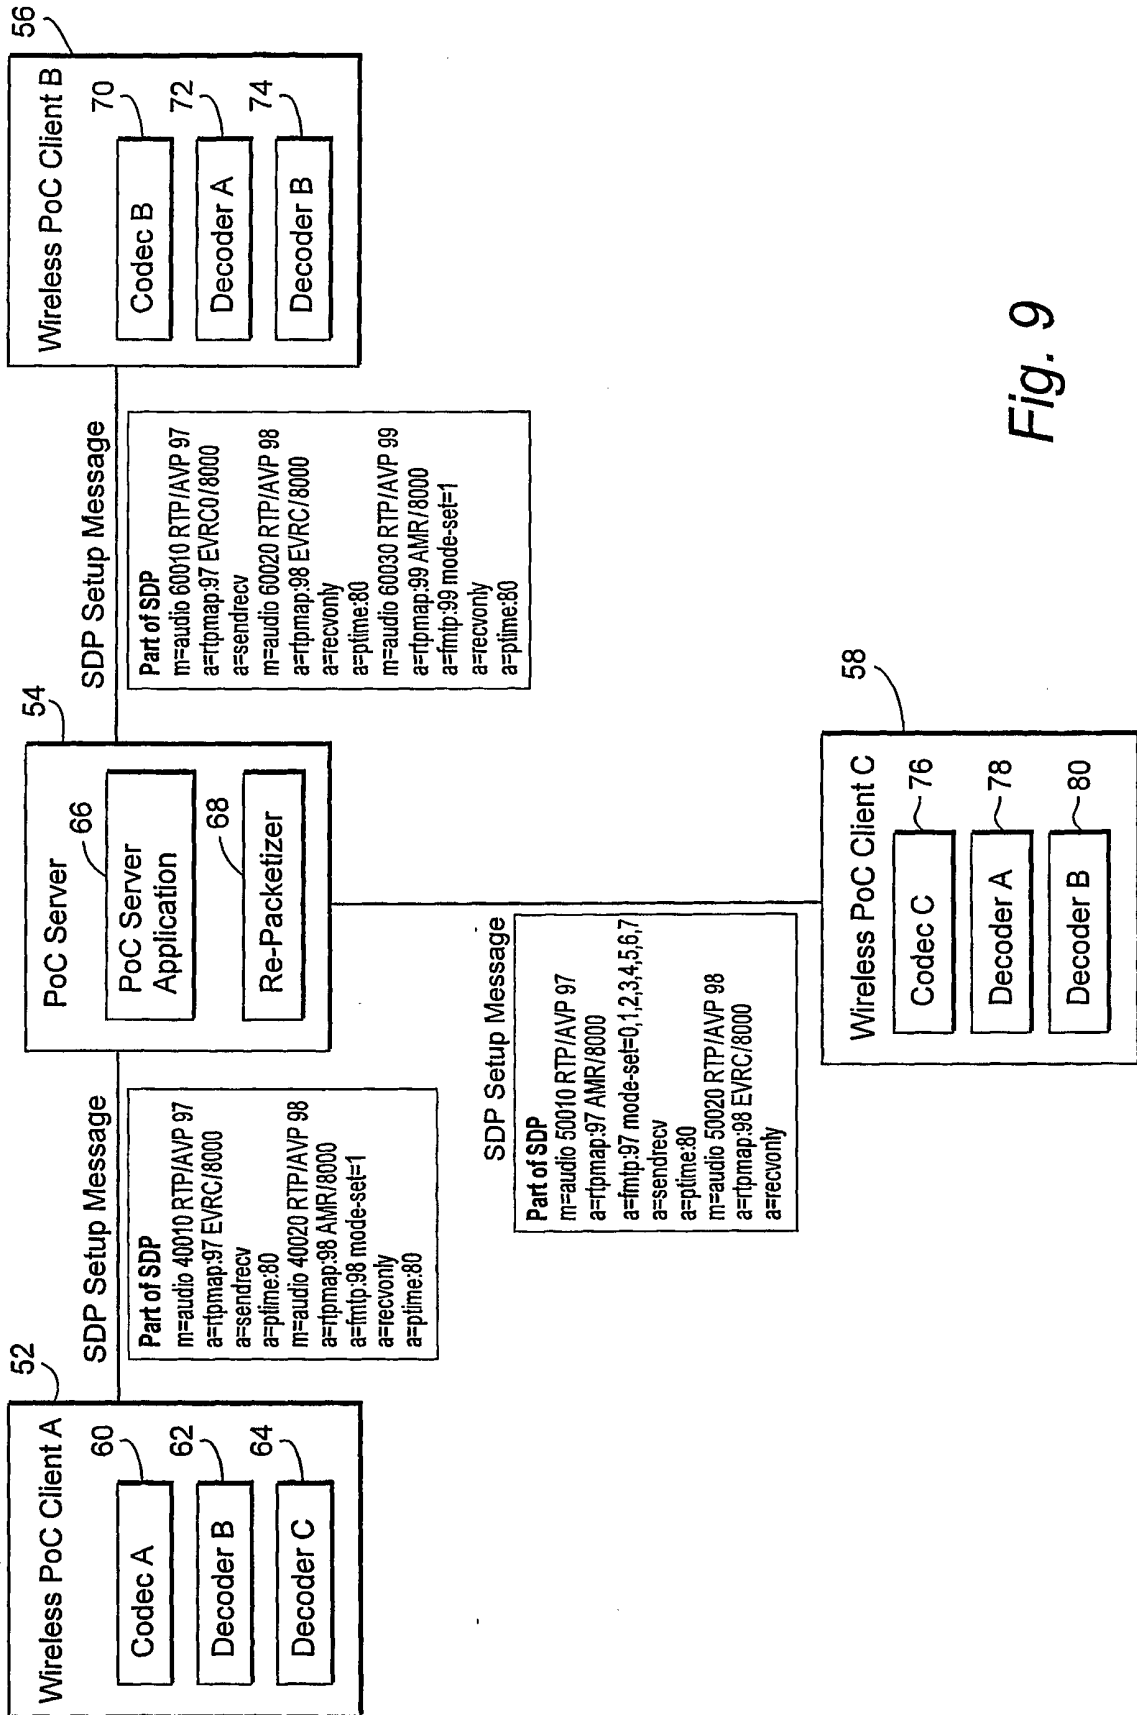 Wireless PoC Client A
52
Codec A
60
Decoder B
62
Decoder C
64
SDP Setup Message
Part of SDP
m=audio 40010 RTP/AVP 97
a=rtpmap:97 EVRC/8000
a=sendrecv
a=ptime:80
m=audio 40020 RTP/AVP 98
a=rtpmap:98 AMR/8000
a=fmtp:98 mode-set=1
a=recvonly
a=ptime:80
PoC Server
54
66
PoC Server
Application
68
Re-Packetizer
SDP Setup Message
Part of SDP
m=audio 60010 RTP/AVP 97
a=rtpmap:97 EVRC0/8000
a=sendrecv
m=audio 60020 RTP/AVP 98
a=rtpmap:98 EVRC/8000
a=recvonly
a=ptime:80
m=audio 60030 RTP/AVP 99
a=rtpmap:99 AMR/8000
a=fmtp:99 mode-set=1
a=recvonly
a=ptime:80
Wireless PoC Client B
56
Codec B
70
Decoder A
72
Decoder B
74
SDP Setup Message
Part of SDP
m=audio 50010 RTP/AVP 97
a=rtpmap:97 AMR/8000
a=fmtp:97 mode-set=0,1,2,3,4,5,6,7
a=sendrecv
a=ptime:80
m=audio 50020 RTP/AVP 98
a=rtpmap:98 EVRC/8000
a=recvonly
Wireless PoC Client C
58
Codec C
76
Decoder A
78
Decoder B
80
Fig. 9